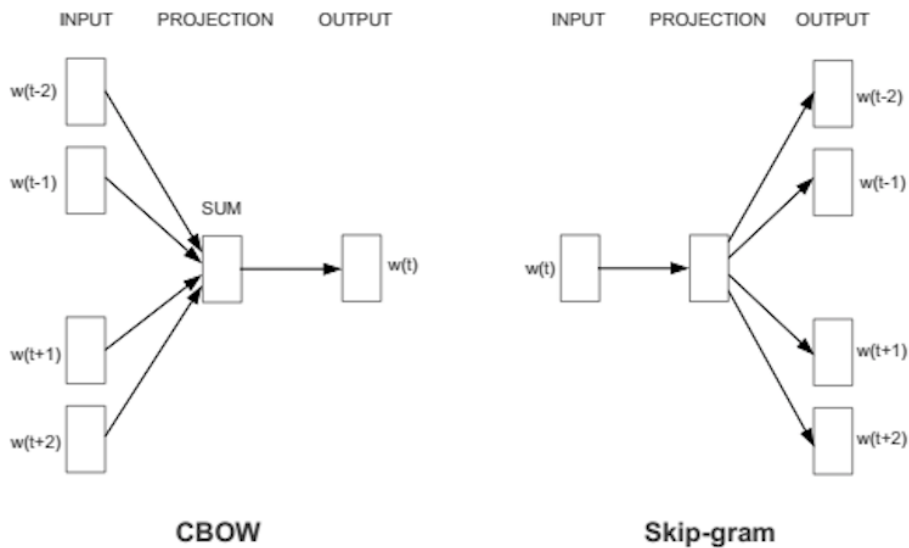 INPUT PROJECTION OUTPUT
w(t-2)
w(t-1)
SUM
w(t)
w(t+1)
w(t+2)
CBOW
INPUT PROJECTION OUTPUT
w(t-2)
w(t-1)
w(t)
w(t+1)
w(t+2)
Skip-gram